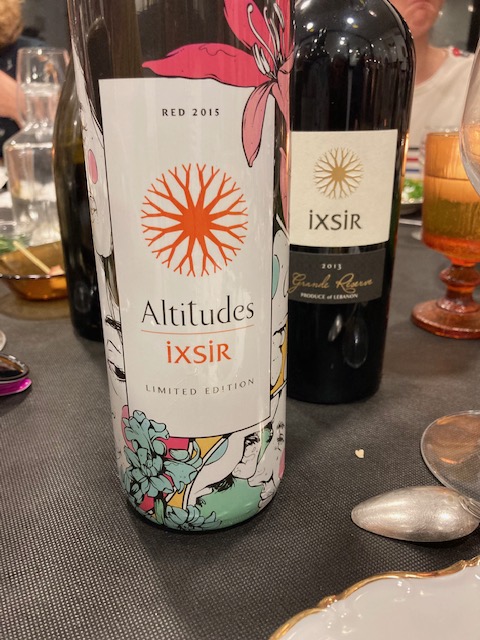 RED 2015
Altitudes
iXSiR
LIMITED EDITION
iXSiR
2013
Grande Reserve
PRODUCE of LEBANON